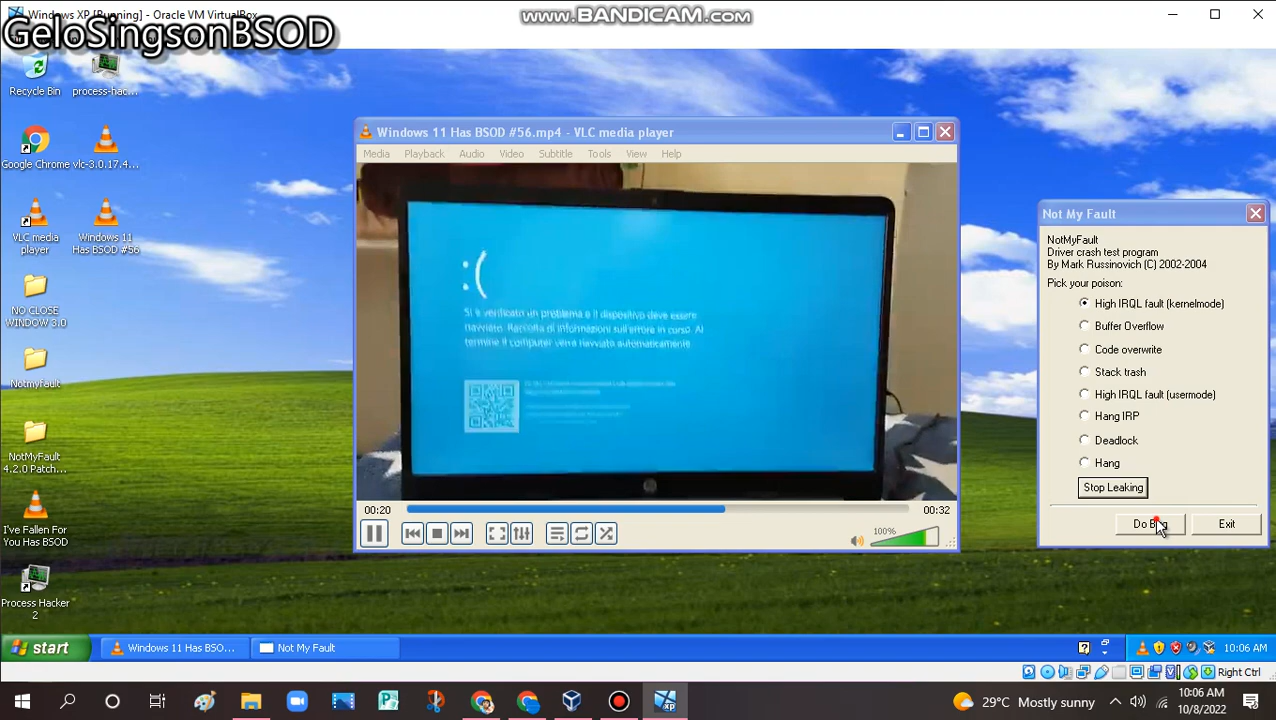 Windows XP [Running] - Oracle VM VirtualBox
GeloSingsonBSOD
www.BANDICAM.com
Recycle Bin
process-hac...
Google Chrome
vlc-3.0.17.4...
VLC media
player
Windows 11
Has BSOD #56
NO CLOSE
WINDOW 3.0
Notmyfault
NotMyFault
4.2.0 Patch...
I've Fallen For
You Has BSOD
Process Hacker
2
Windows 11 Has BSOD #56.mp4 - VLC media player
Media Playback Audio Video Subtitle Tools View Help
:(
Si è verificato un problema e il dispositivo deve essere
riavviato. Raccolta di informazioni sull'errore in corso. Al
termine il computer verrà riavviato automaticamente
00:20
00:32
100%
Not My Fault
NotMyFault
Driver crash test program
By Mark Russinovich (C) 2002-2004
Pick your poison:
High IRQL fault (kernelmode)
Buffer Overflow
Code overwrite
Stack trash
High IRQL fault (usermode)
Hang IRP
Deadlock
Hang
Stop Leaking
Do Bug
Exit
start
Windows 11 Has BSO...
Not My Fault
10:06 AM
Right Ctrl
XP
29°C Mostly sunny
10:06 AM
10/8/2022